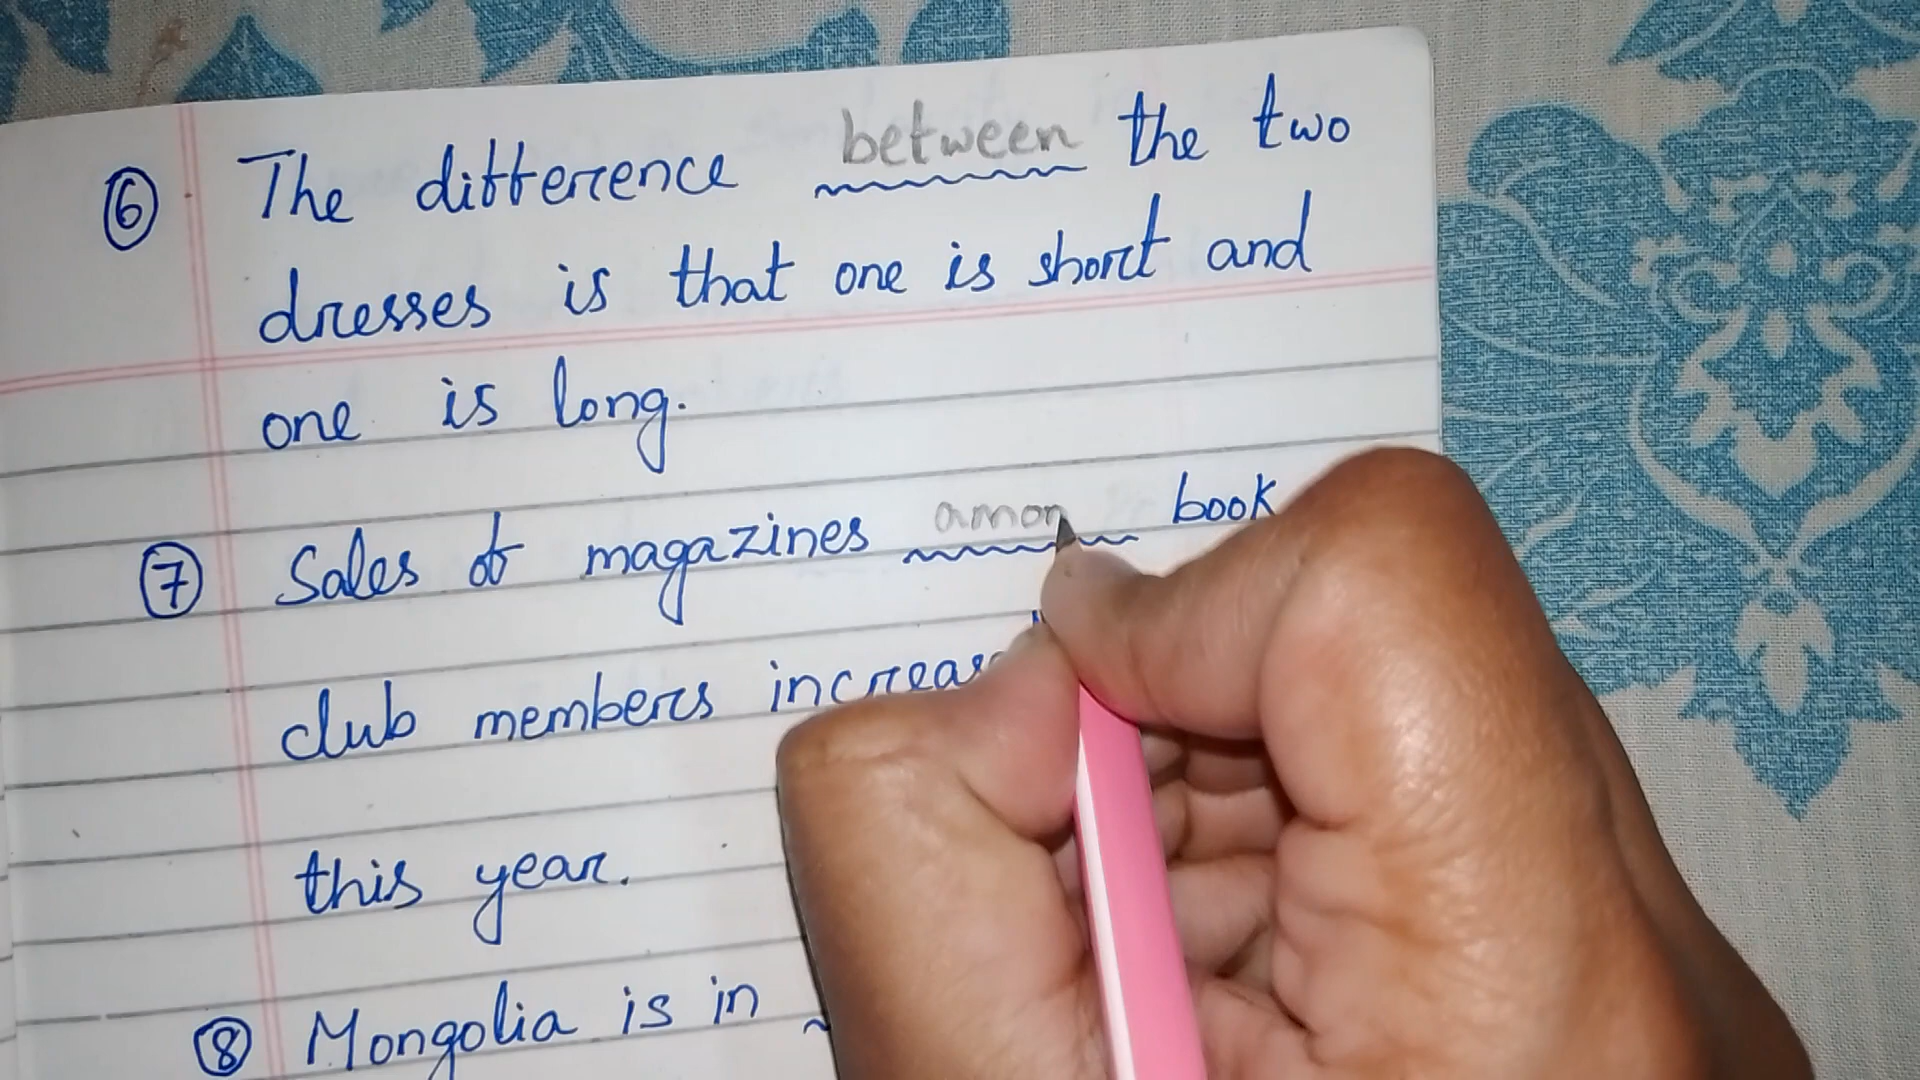 ⑥ The difference between the two
dresses is that one is short and
one is long.
⑦ Sales of magazines amon book
club members
this year.
⑧ Mongolia is in